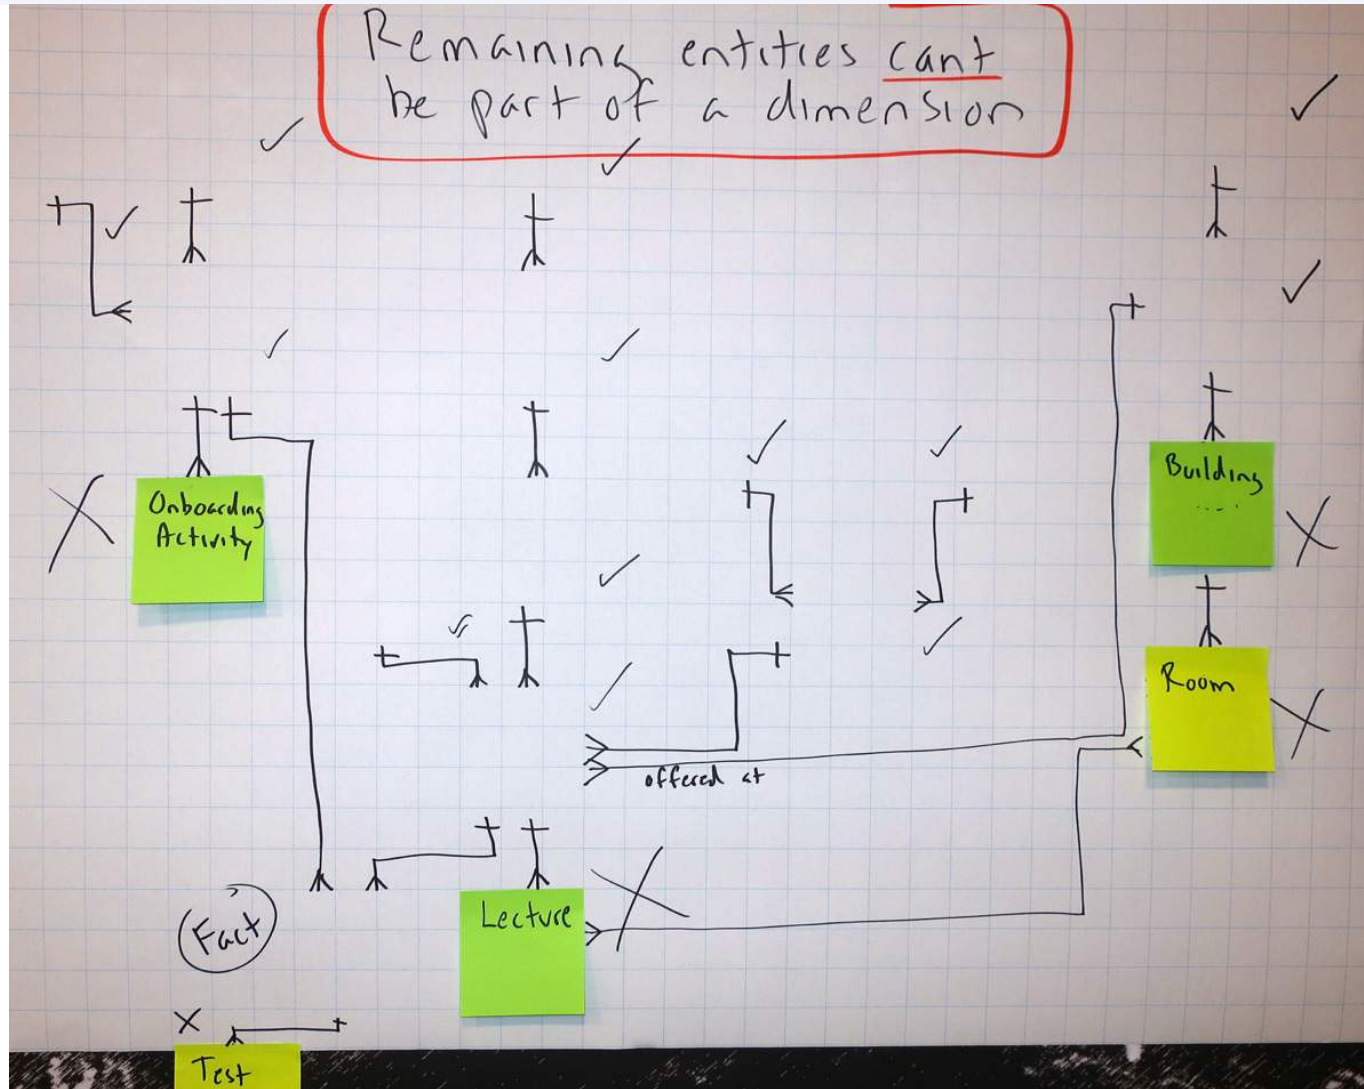 Remaining entities cant
be part of a dimension
Onboarding
Activity
Building
....
Room
offered at
Lecture
Fact
Test